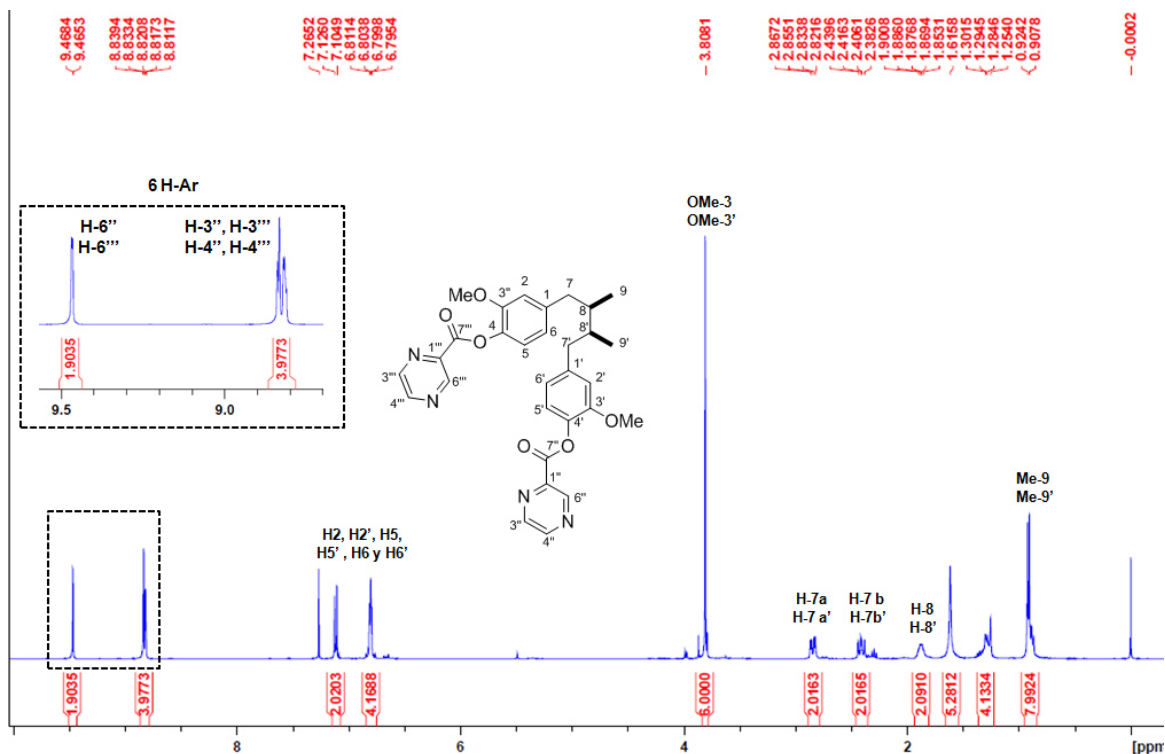 9.4684
9.4653
8.8394
8.8334
8.8208
8.8173
8.8117
7.2652
7.1260
7.1049
6.8114
6.8038
6.7998
6.7954
3.8081
2.8672
2.8551
2.8338
2.8216
2.4396
2.4163
2.4061
2.3826
1.9008
1.8860
1.8768
1.8694
1.8531
1.6158
1.3015
1.2945
1.2846
1.2540
0.9242
0.9078
-0.0002
6 H-Ar
H-6''
H-6'''
H-3'', H-3'''
H-4'', H-4'''
1.9035
3.9773
9.5
9.0
OMe-3
OMe-3'
MeO
3''
2
1
7
9
8
8'
9'
7'
4
5
6
O
7'''
O
1'''
N
6'''
3'''
4'''
N
1'
6'
2'
5'
3'
4'
OMe
O
7''
O
1''
N
6''
3''
4''
N
H2, H2', H5,
H5' , H6 y H6'
H-7a
H-7 a'
H-7 b
H-7b'
H-8
H-8'
Me-9
Me-9'
1.9035
3.9773
2.0203
4.1688
6.0000
2.0163
2.0165
2.0910
5.2812
4.1334
7.9924
8
6
4
2
[ppm